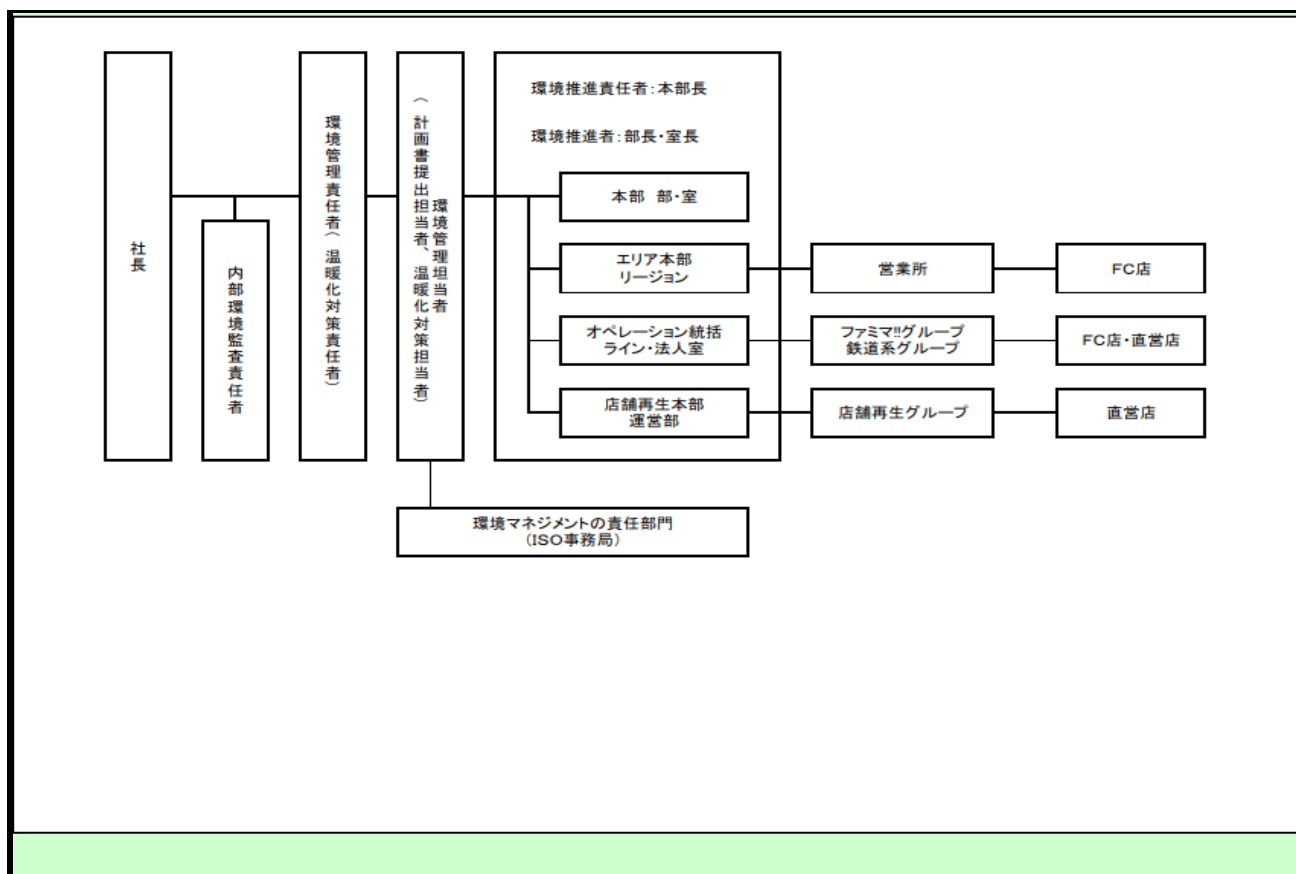 社長
内部環境監査責任者
環境管理責任者(温暖化対策責任者)
環境管理担当者
(計画書提出担当者、温暖化対策担当者)
環境推進責任者:本部長
環境推進者:部長・室長
本部 部・室
エリア本部
リージョン
営業所
FC店
オペレーション統括
ライン・法人室
ファミマ!!グループ
鉄道系グループ
FC店・直営店
店舗再生本部
運営部
店舗再生グループ
直営店
環境マネジメントの責任部門
(ISO事務局)